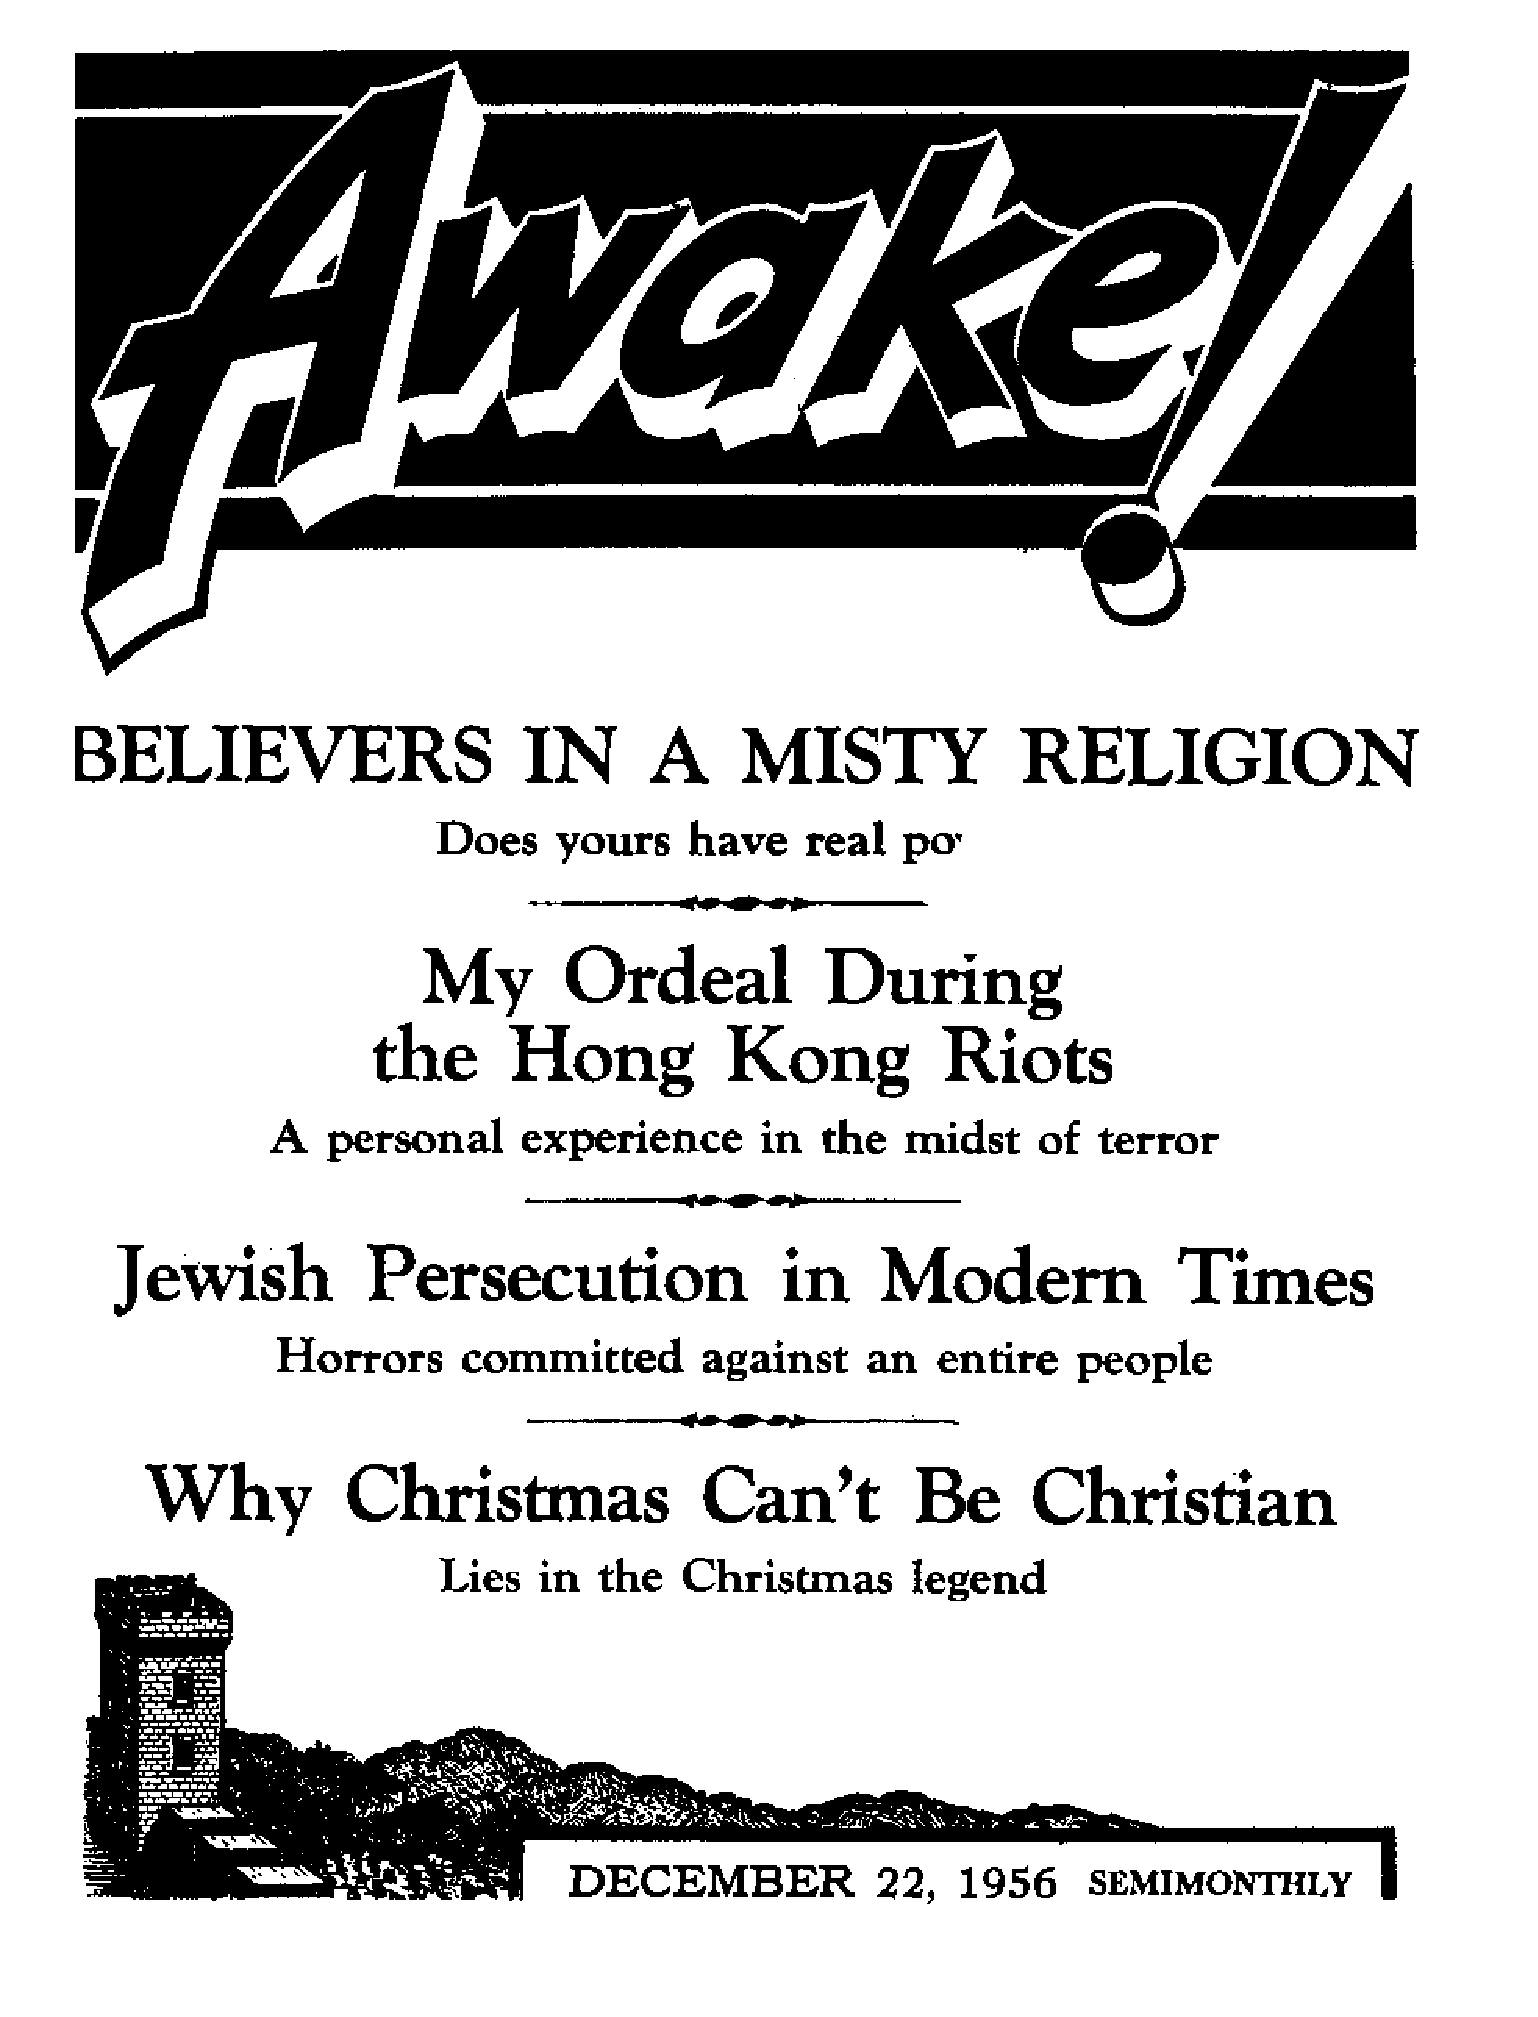 Awake!
BELIEVERS IN A MISTY RELIGION
Does yours have real
My Ordeal During
the Hong Kong Riots
A personal experience in the midst of terror
Jewish Persecution in Modern Times
Horrors committed against an entire people
Why Christmas Can't Be Christian
Lies in the Christmas legend
DECEMBER 22, 1956 SEMIMONTHLY